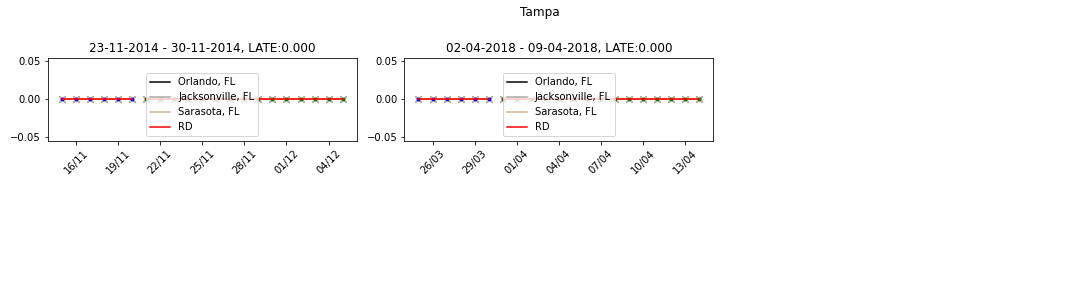 Tampa
23-11-2014 - 30-11-2014, LATE:0.000
0.05
0.00
−0.05
Orlando, FL
Jacksonville, FL
Sarasota, FL
RD
16/11 19/11 22/11 25/11 28/11 01/12 04/12
02-04-2018 - 09-04-2018, LATE:0.000
0.05
0.00
−0.05
Orlando, FL
Jacksonville, FL
Sarasota, FL
RD
26/03 29/03 01/04 04/04 07/04 10/04 13/04